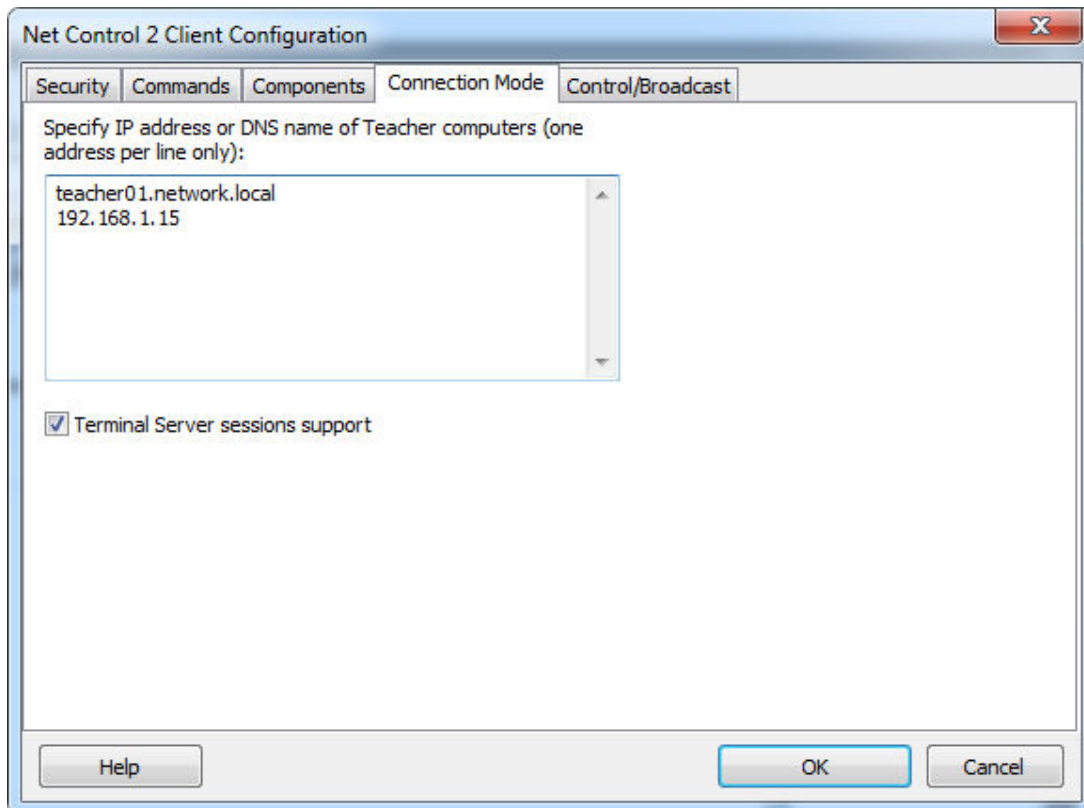 Net Control 2 Client Configuration
Security Commands Components Connection Mode Control/Broadcast
Specify IP address or DNS name of Teacher computers (one
address per line only):
teacher01.network.local
192.168.1.15
Terminal Server sessions support
Help OK Cancel